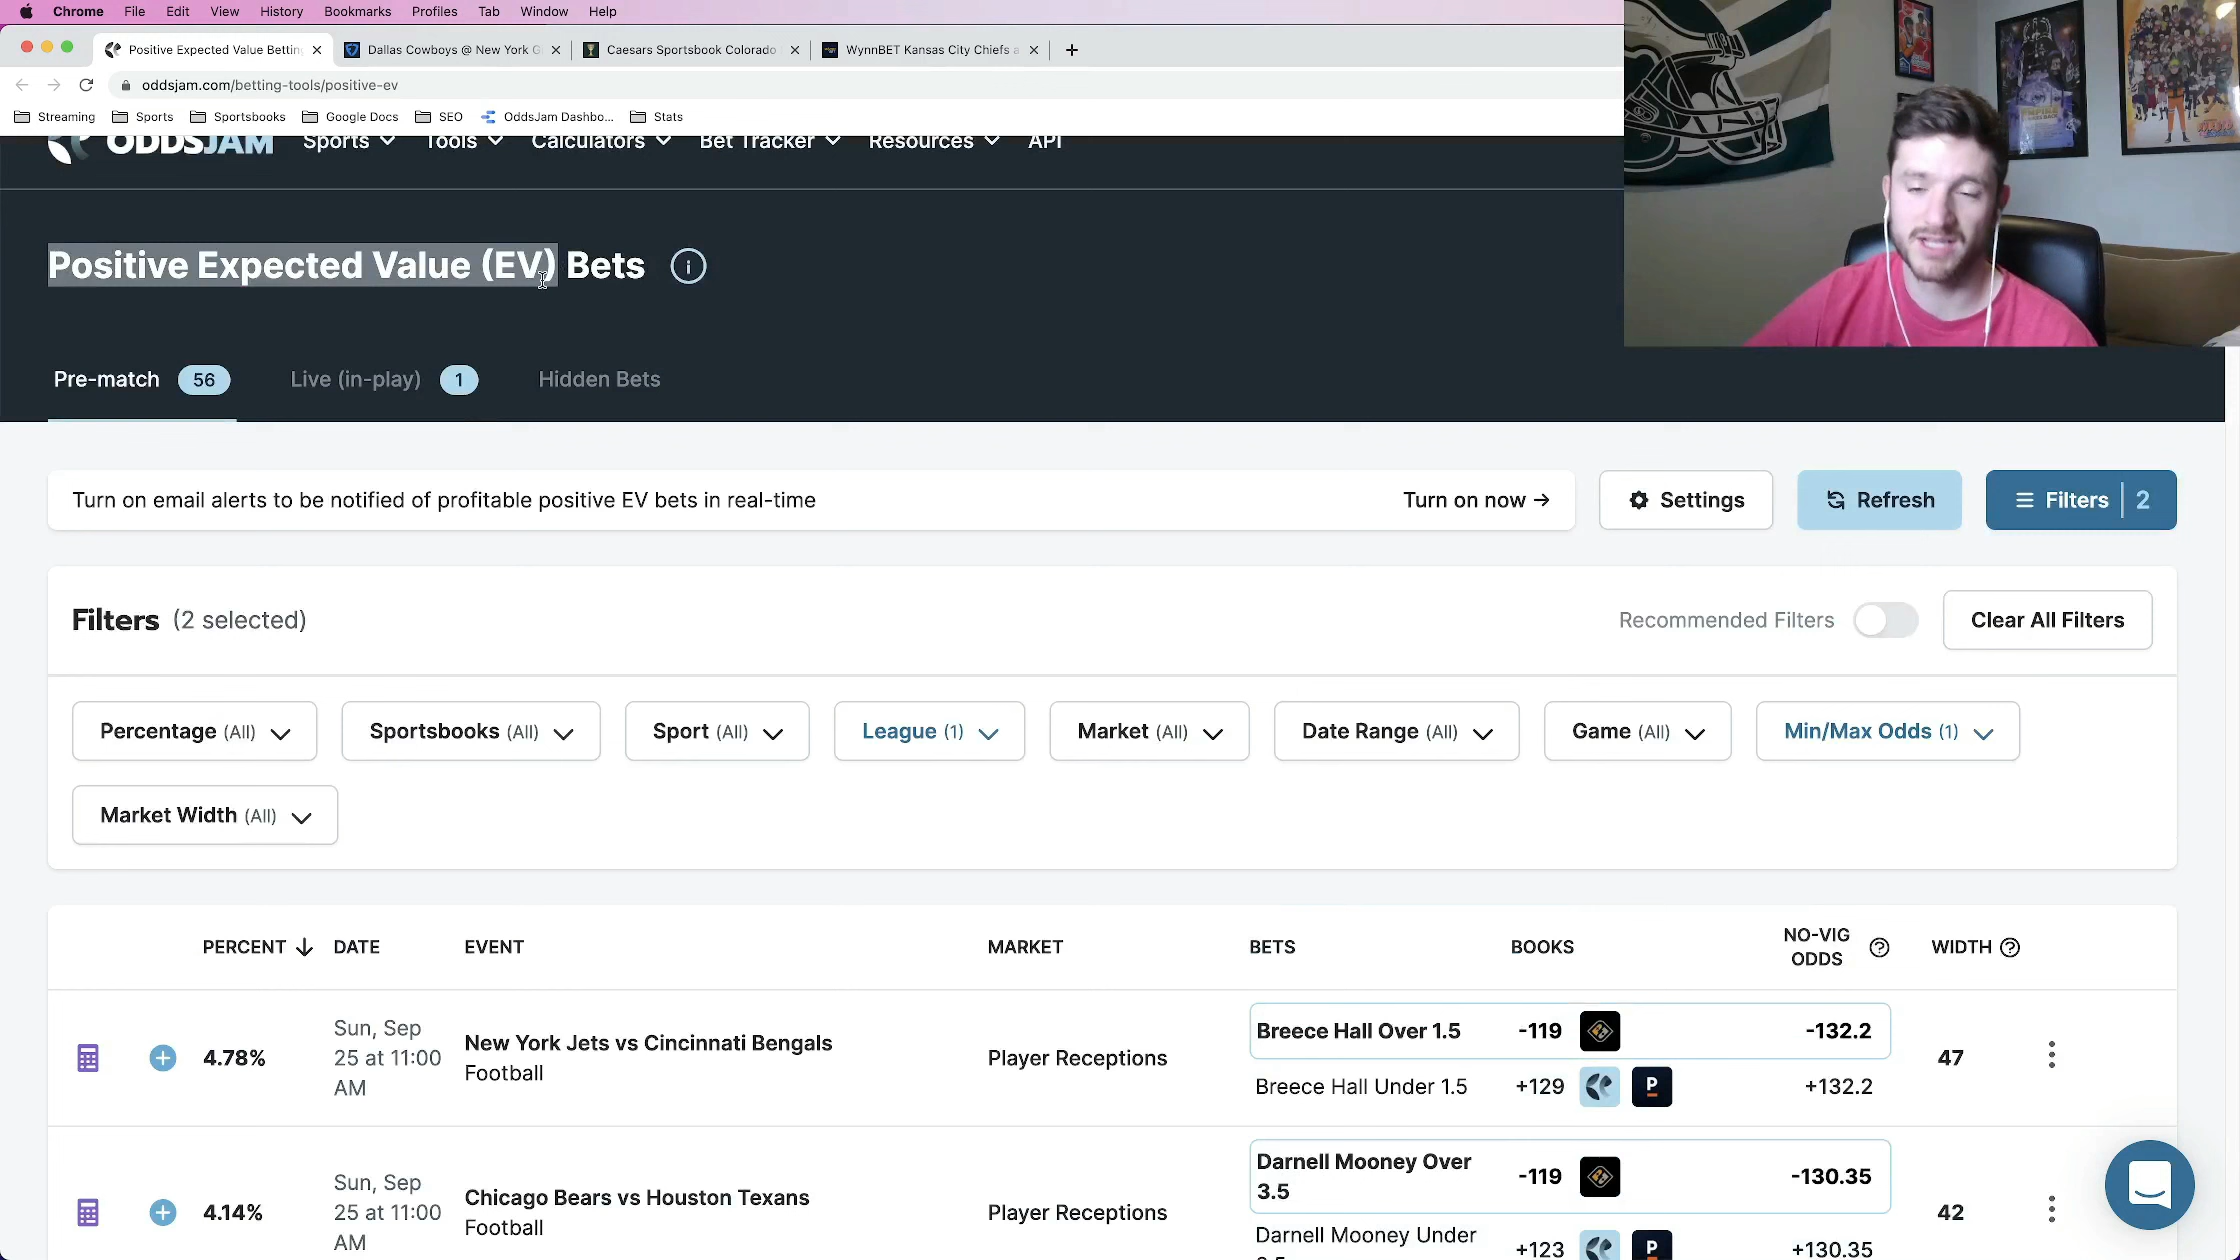 Chrome File Edit View History Bookmarks Profiles Tab Window Help
Positive Expected Value Bettin
Dallas Cowboys @ New York G
Caesars Sportsbook Colorado
WynnBET Kansas City Chiefs a
oddsjam.com/betting-tools/positive-ev
Streaming Sports Sportsbooks Google Docs SEO OddsJam Dashbo... Stats
ODDSJAM Sports Tools Calculators Bet Tracker Resources API
Positive Expected Value (EV) Bets
Pre-match 56 Live (in-play) 1 Hidden Bets
Turn on email alerts to be notified of profitable positive EV bets in real-time Turn on now → Settings Refresh Filters 2
Filters (2 selected) Recommended Filters Clear All Filters
Percentage (All) Sportsbooks (All) Sport (All) League (1) Market (All) Date Range (All) Game (All) Min/Max Odds (1)
Market Width (All)
PERCENT DATE EVENT MARKET BETS BOOKS NO-VIG ODDS WIDTH
4.78%
Sun, Sep
25 at 11:00
AM
New York Jets vs Cincinnati Bengals
Football
Player Receptions
Breece Hall Over 1.5 -119 -132.2
Breece Hall Under 1.5 +129 P +132.2
47
4.14%
Sun, Sep
25 at 11:00
AM
Chicago Bears vs Houston Texans
Football
Player Receptions
Darnell Mooney Over
3.5
-119 -130.35
Darnell Mooney Under
+123 P +130.35
42